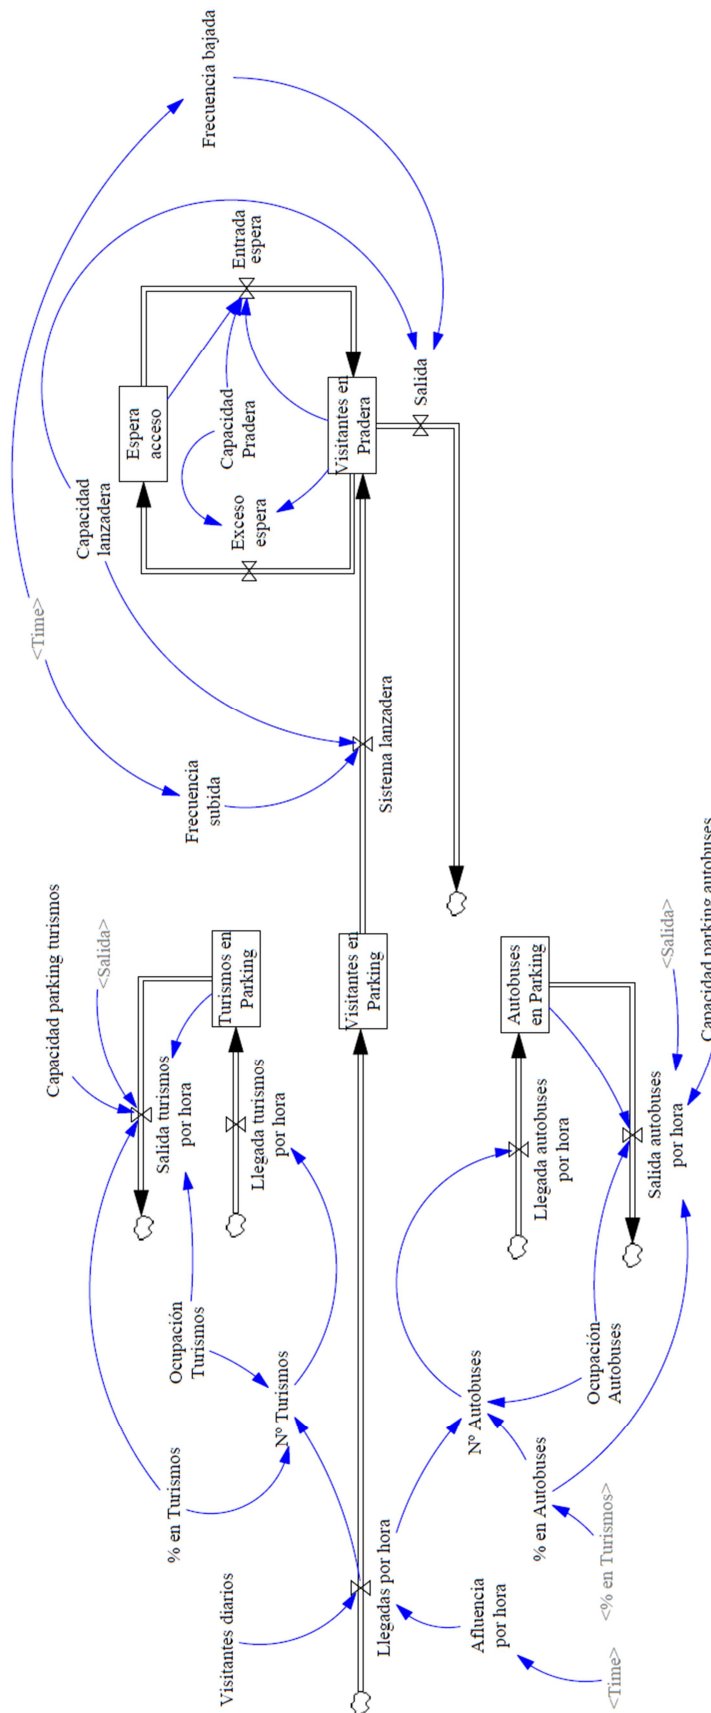 Visitantes diarios
Llegadas por hora
Afluencia
por hora
<Time>
% en Turismos
Ocupación
Turismos
Nº Turismos
Nº Autobuses
% en Autobuses
<% en Turismos>
Ocupación
Autobuses
Capacidad parking turismos
<Salida>
Salida turismos
por hora
Turismos en
Parking
Llegada turismos
por hora
Visitantes en
Parking
Autobuses
en Parking
Llegada autobuses
por hora
Salida autobuses
por hora
<Salida>
Capacidad parking autobuses
<Time>
Frecuencia
subida
Sistema lanzadera
Capacidad
lanzadera
Espera
acceso
Exceso
espera
Capacidad
Pradera
Entrada
espera
Visitantes en
Pradera
Salida
Frecuencia bajada